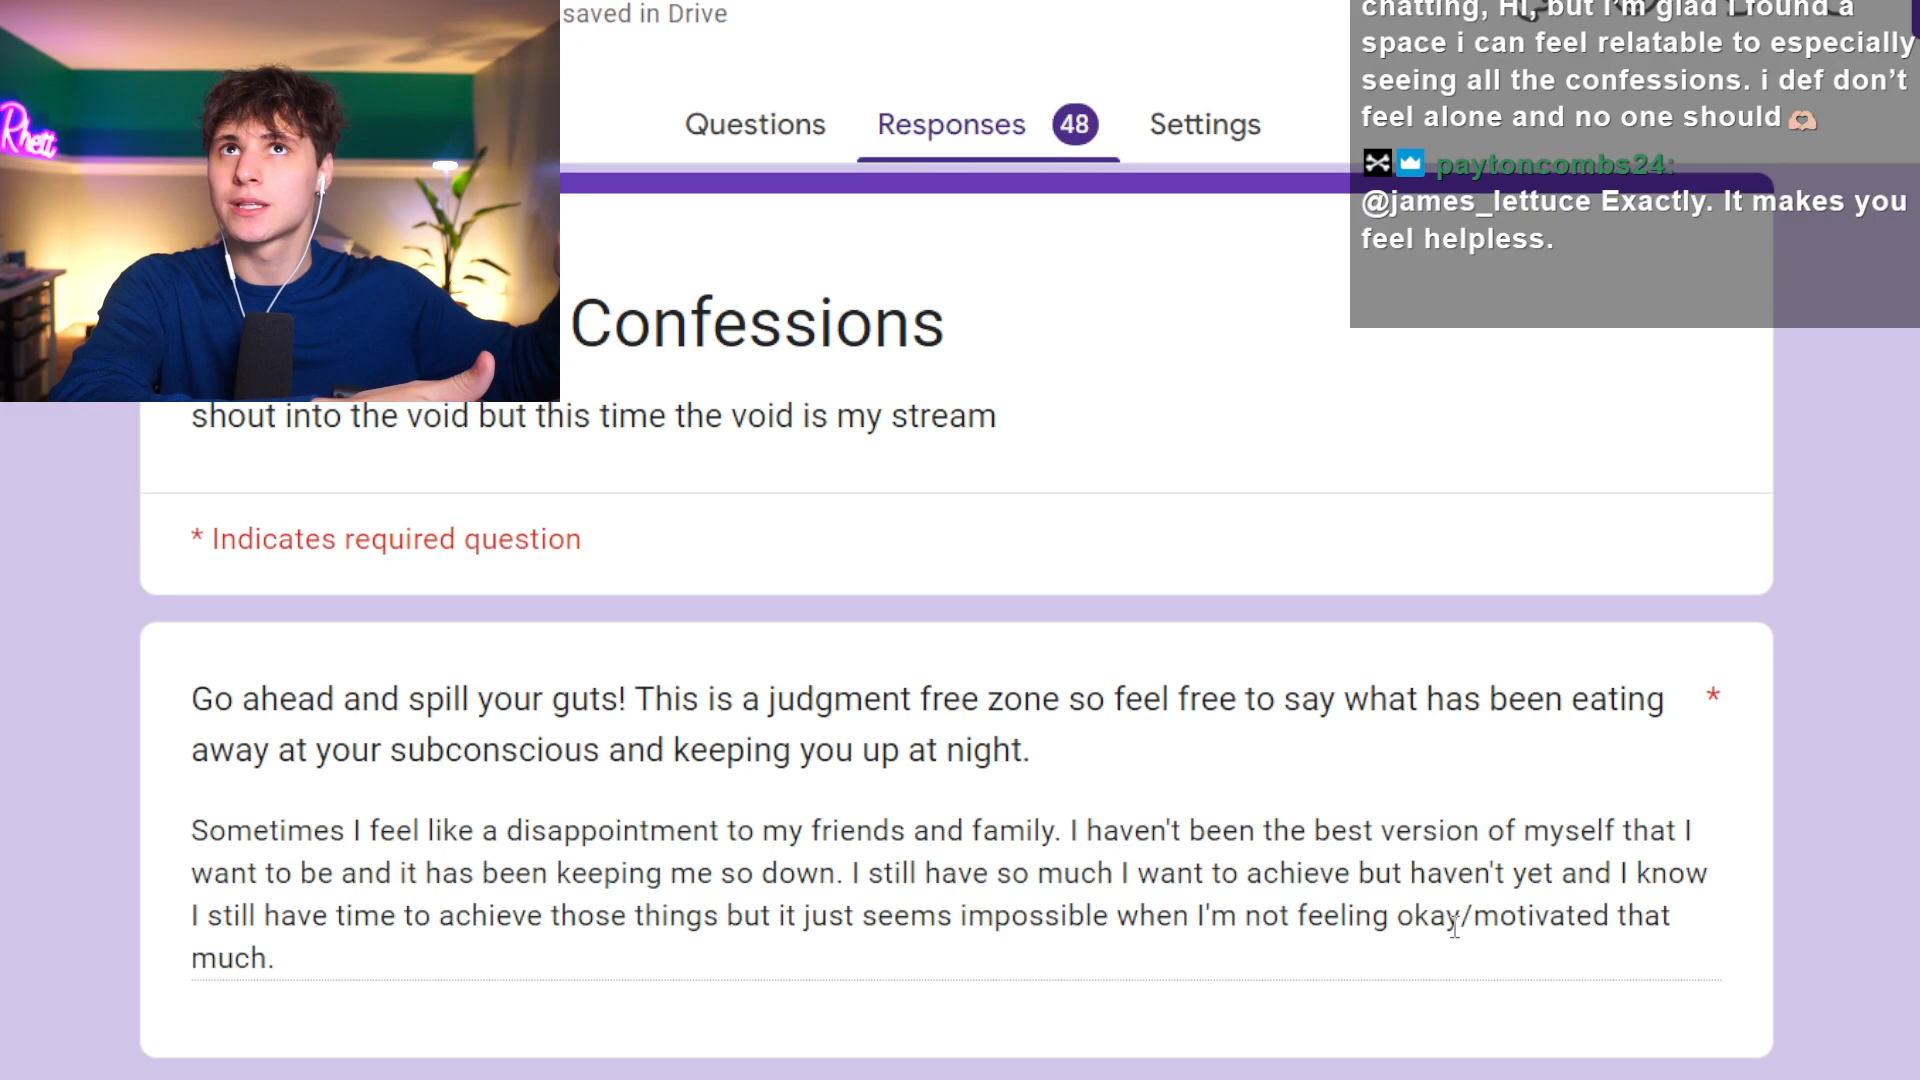 saved in Drive
Questions
Responses 48
Settings
Rhett
Confessions
shout into the void but this time the void is my stream
* Indicates required question
Go ahead and spill your guts! This is a judgment free zone so feel free to say what has been eating *
away at your subconscious and keeping you up at night.
Sometimes I feel like a disappointment to my friends and family. I haven't been the best version of myself that I
want to be and it has been keeping me so down. I still have so much I want to achieve but haven't yet and I know
I still have time to achieve those things but it just seems impossible when I'm not feeling okay/motivated that
much.
chatting, Hi, but i'm glad i found a
space i can feel relatable to especially
seeing all the confessions. i def don't
feel alone and no one should
paytoncombs24:
@james_lettuce Exactly. It makes you
feel helpless.